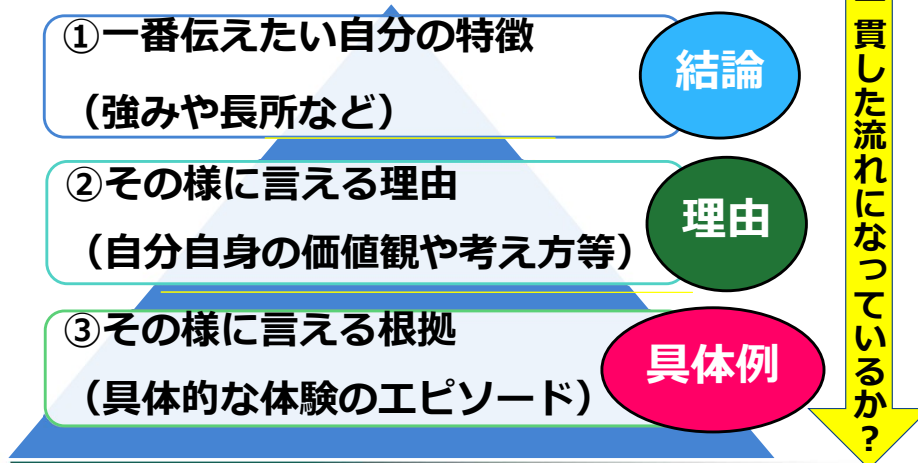 ①一番伝えたい自分の特徴
（強みや長所など）
結論
②その様に言える理由
（自分自身の価値観や考え方等）
理由
③その様に言える根拠
（具体的な体験のエピソード）
具体例
一貫した流れになっているか？